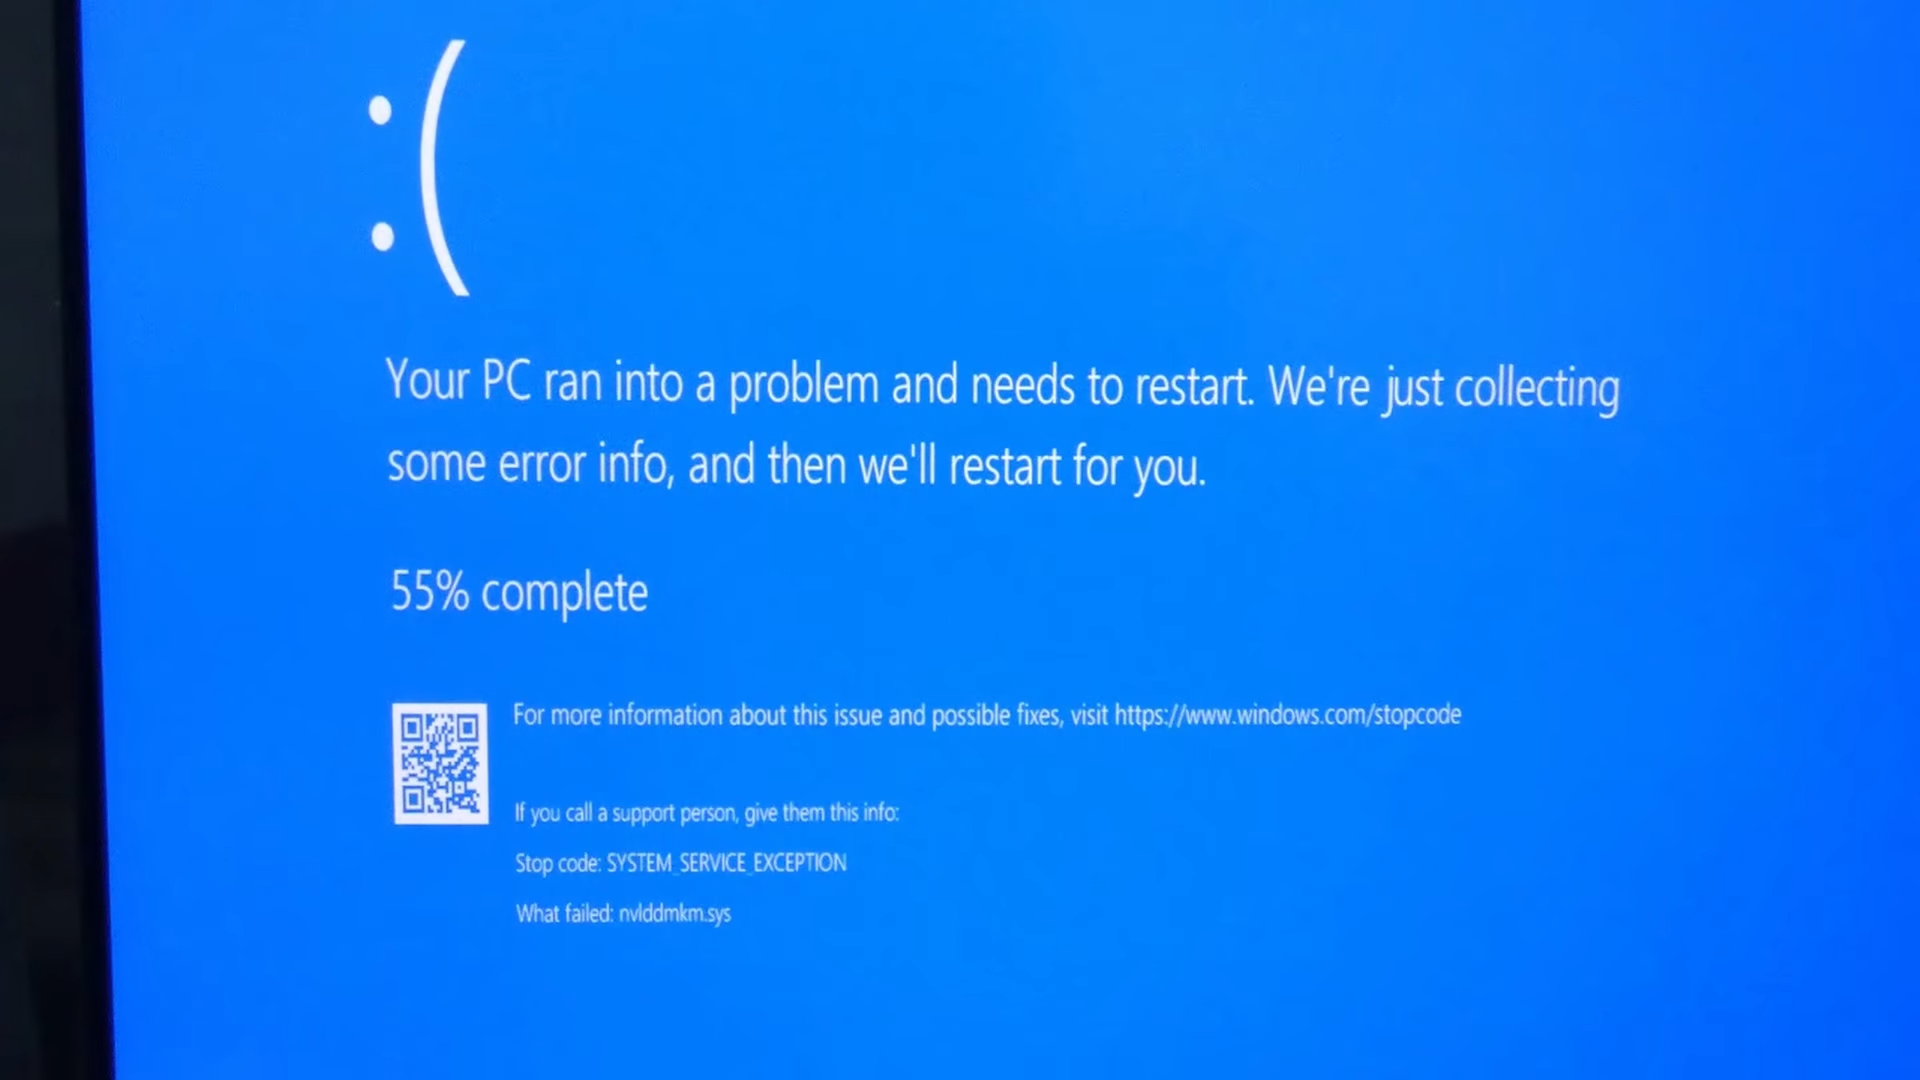 :(
Your PC ran into a problem and needs to restart. We're just collecting
some error info, and then we'll restart for you.
55% complete
For more information about this issue and possible fixes, visit https://www.windows.com/stopcode
If you call a support person, give them this info:
Stop code: SYSTEM_SERVICE_EXCEPTION
What failed: nvlddmkm.sys